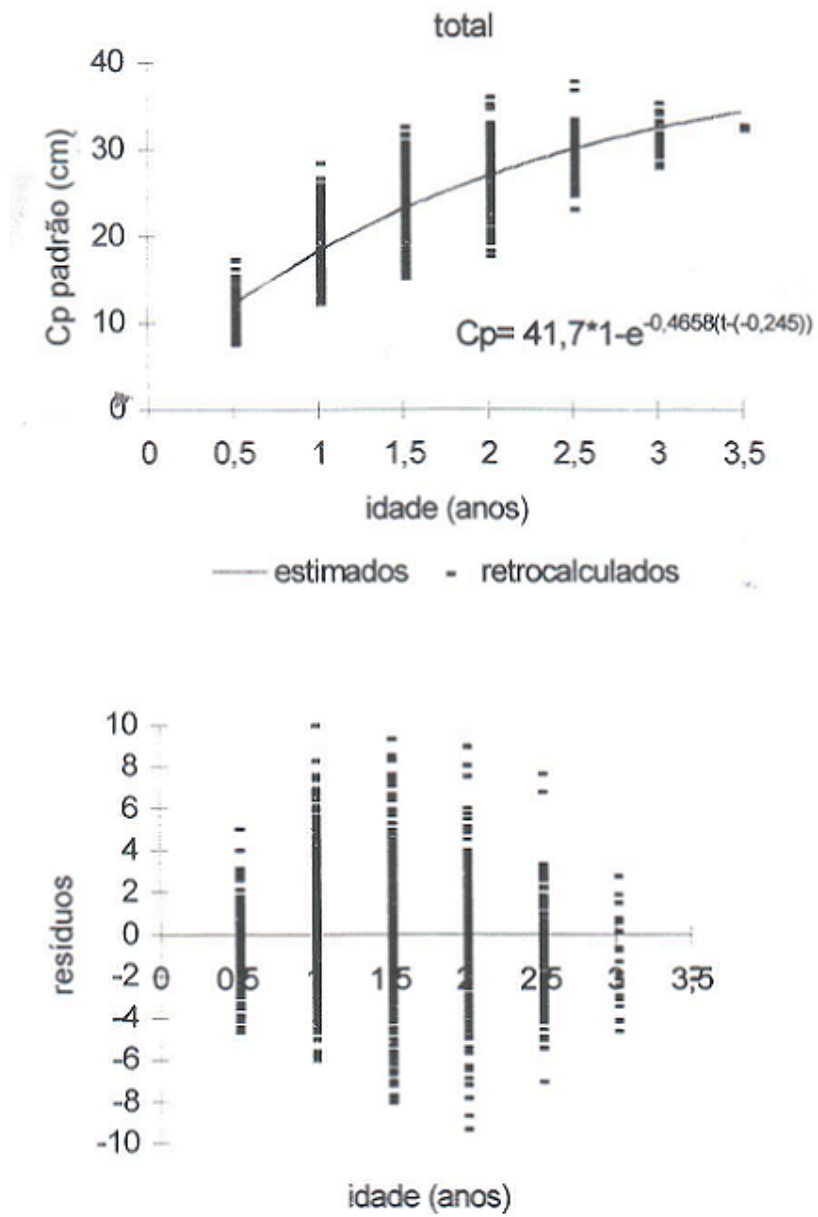 total
40
30
20
10
0
Cp padrão (cm)
Cp= 41,7*1-e-0,4658(t-(-0,245))
0 0,5 1 1,5 2 2,5 3 3,5
idade (anos)
estimados - retrocalculados
10
8
6
4
2
0
-2
-4
-6
-8
-10
resíduos
0 0,5 1 1,5 2 2,5 3 3,5
idade (anos)